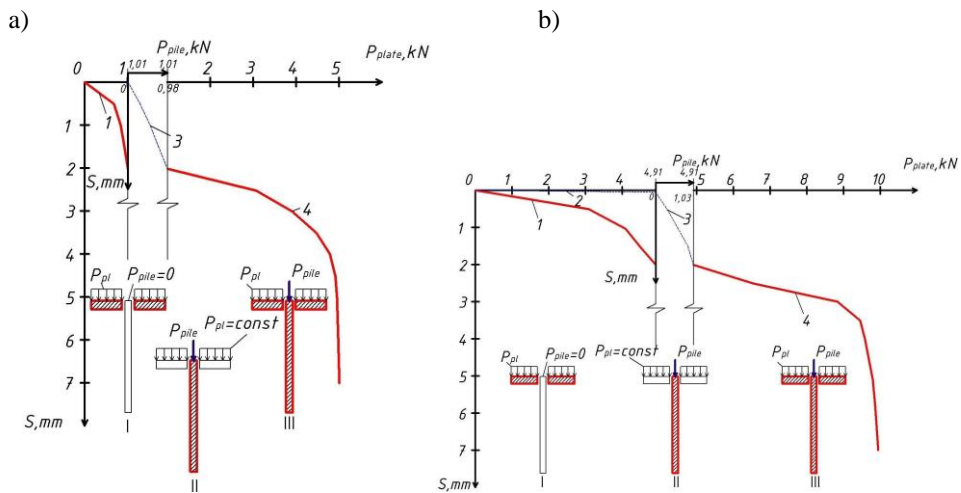 a)
b)
P_pile,kN
P_plate,kN
0 1 1,01 1,01 2 3 4 5
0 0,98
1
1
3
2
S,mm
3
4
4
P_pl P_pile=0 P_pile
5
P_pile P_pl=const
6
7
S,mm
I
III
II
P_pile,kN
P_plate,kN
4,91 4,91
0 1 2 3 4 5 6 7 8 9 10
0 1,03
1
2
3
1
2
S,mm
3
4
4
P_pl P_pile=0 P_pl=const P_pile P_pl P_pile
5
6
7
S,mm
I II III